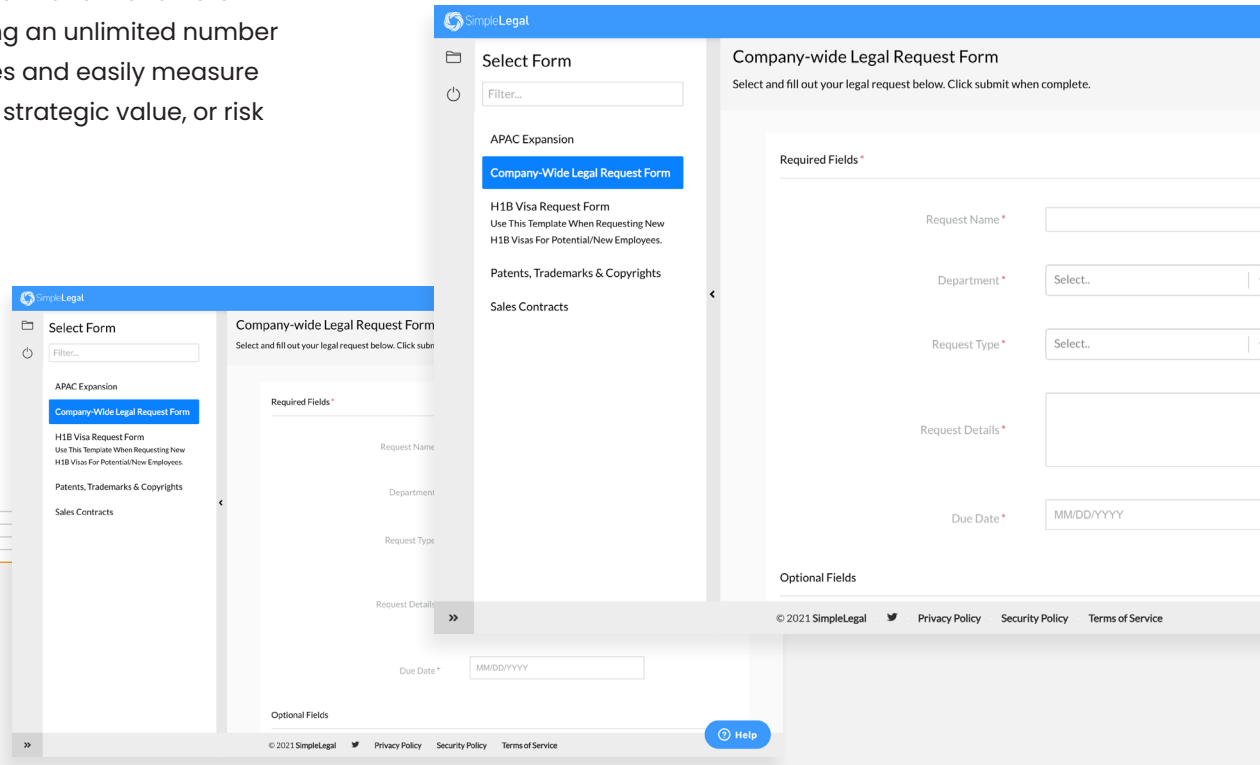 ng an unlimited number
es and easily measure
strategic value, or risk
SimpleLegal
Select Form
Filter...
APAC Expansion
Company-Wide Legal Request Form
H1B Visa Request Form
Use This Template When Requesting New
H1B Visas For Potential/New Employees.
Patents, Trademarks & Copyrights
Sales Contracts
Company-wide Legal Request Form
Select and fill out your legal request below. Click submit when complete.
Required Fields*
Request Name*
Department*
Select..
Request Type*
Select..
Request Details*
Due Date*
MM/DD/YYYY
Optional Fields
© 2021 SimpleLegal Privacy Policy Security Policy Terms of Service
SimpleLegal
Select Form
Filter...
APAC Expansion
Company-Wide Legal Request Form
H1B Visa Request Form
Use This Template When Requesting New
H1B Visas For Potential/New Employees.
Patents, Trademarks & Copyrights
Sales Contracts
Company-wide Legal Request Form
Select and fill out your legal request below. Click subm
Required Fields*
Request Name
Department
Request Type
Request Details
Due Date*
MM/DD/YYYY
Optional Fields
Help
© 2021 SimpleLegal Privacy Policy Security Policy Terms of Service